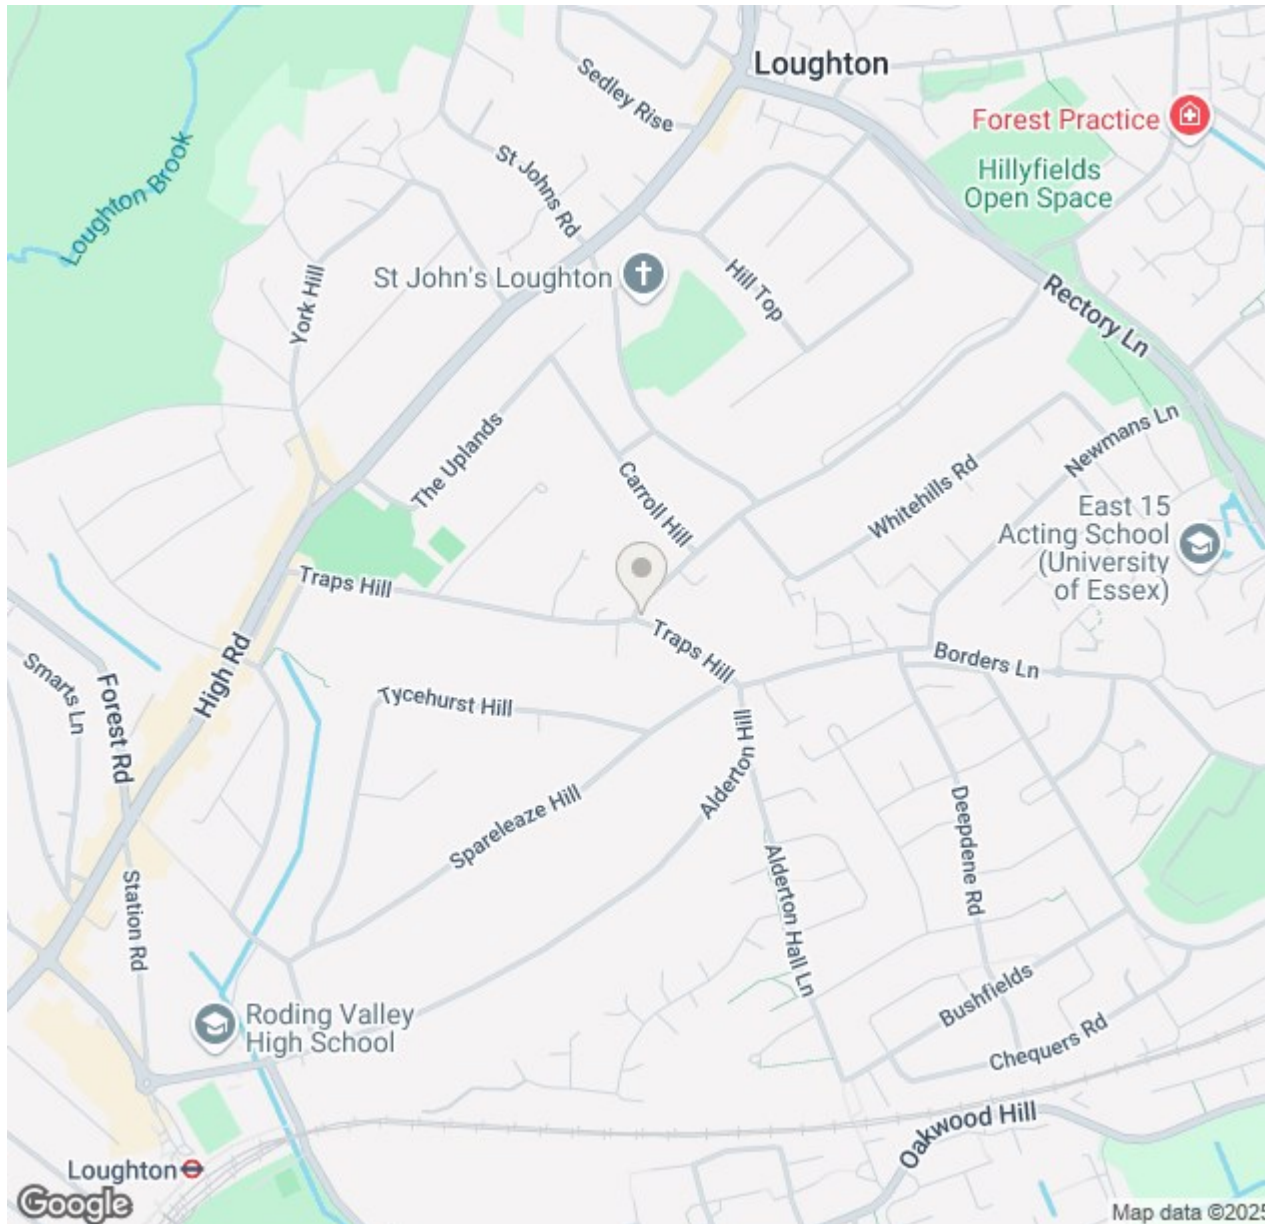 Loughton
Sedley Rise
Forest Practice
Loughton Brook
St Johns Rd
Hillyfields
Open Space
St John's Loughton
Hill Top
York Hill
Rectory Ln
The Uplands
Newmans Ln
Carroll Hill
Whitehills Rd
East 15
Acting School
(University
of Essex)
Traps Hill
Traps Hill
Borders Ln
High Rd
Smarts Ln
Forest Rd
Tycehurst Hill
Alderton Hill
Spareleaze Hill
Deepdene Rd
Alderton Hall Ln
Station Rd
Bushfields
Roding Valley
High School
Chequers Rd
Oakwood Hill
Loughton
Google
Map data ©2025